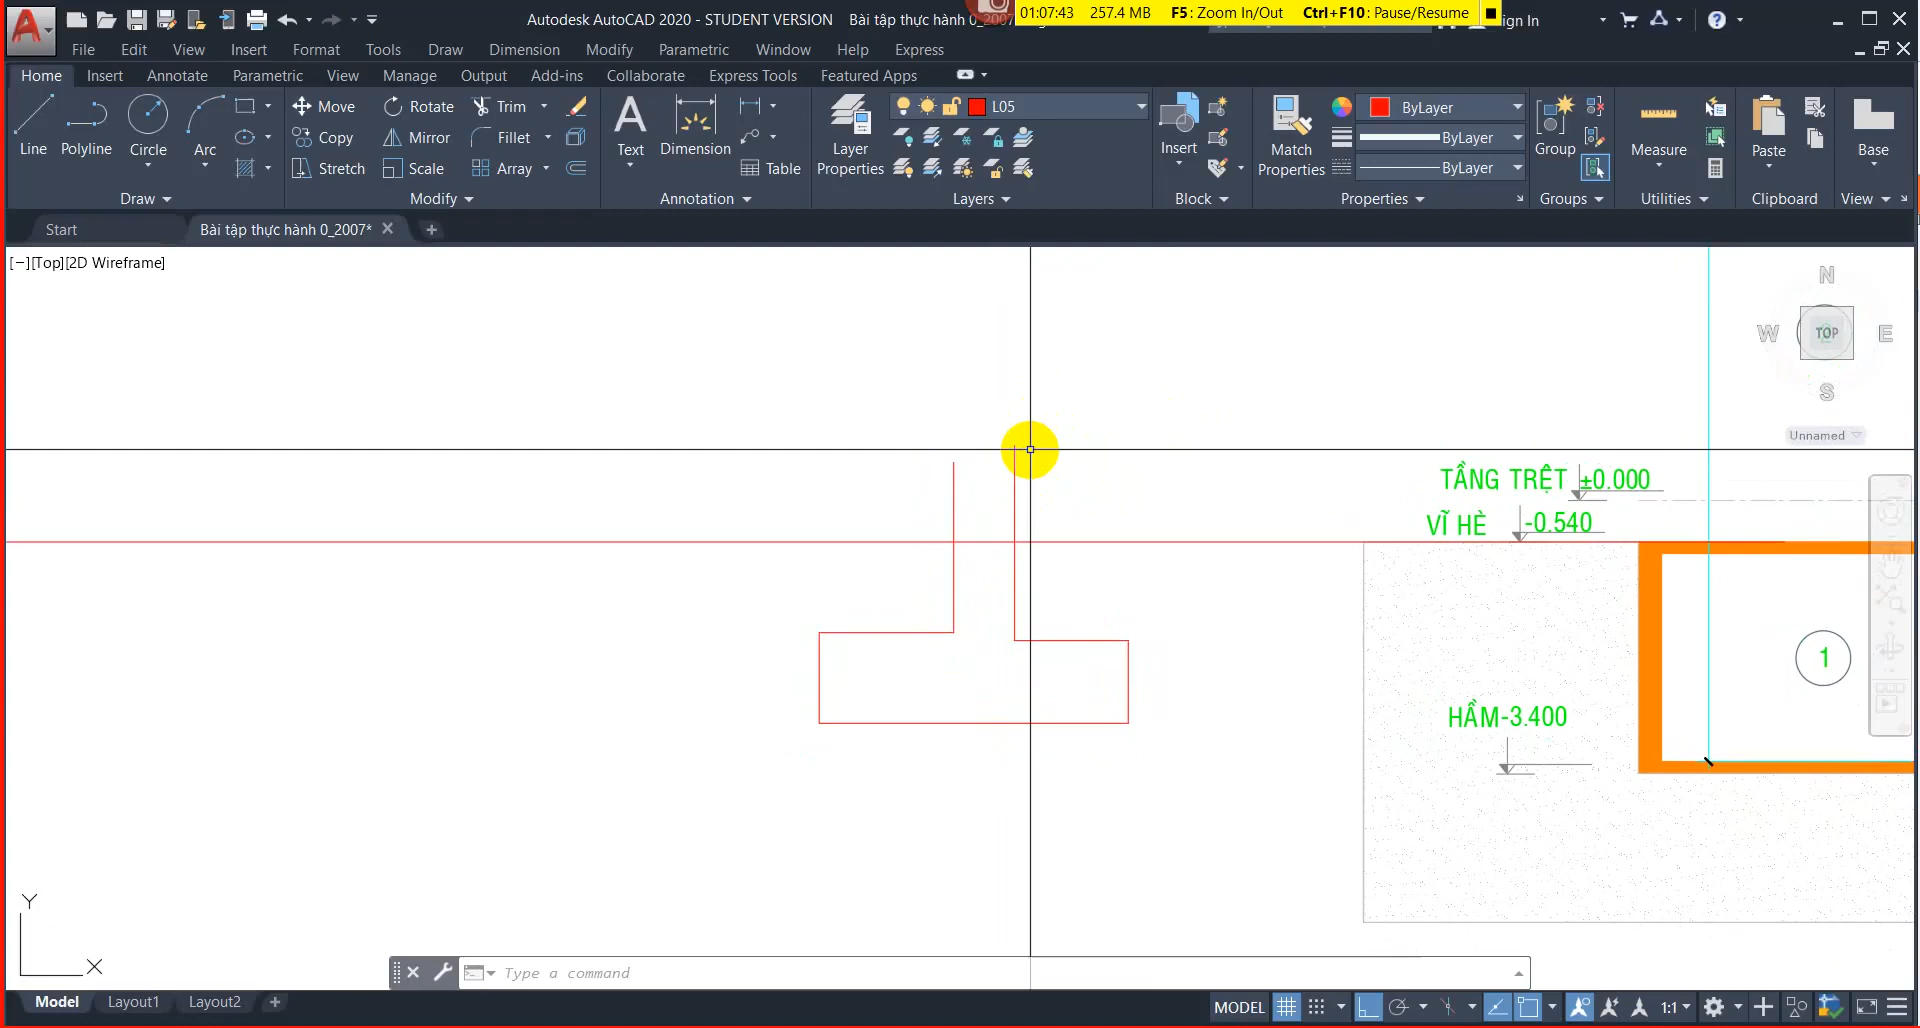 Autodesk AutoCAD 2020 - STUDENT VERSION Bài tập thực hành 0_2007
01:07:43 257.4 MB F5: Zoom In/Out Ctrl+F10: Pause/Resume
In
File Edit View Insert Format Tools Draw Dimension Modify Parametric Window Help Express
Home Insert Annotate Parametric View Manage Output Add-ins Collaborate Express Tools Featured Apps
Move Rotate Trim L05 ByLayer
Copy Mirror Fillet ByLayer
Line Polyline Circle Arc Text Dimension Layer Insert Match Group Measure Paste Base
Stretch Scale Array Table Properties Properties ByLayer
Draw Modify Annotation Layers Block Properties Groups Utilities Clipboard View
Start Bài tập thực hành 0_2007*
[−][Top][2D Wireframe]
N
W TOP E
S
Unnamed
TẦNG TRỆT ±0.000
VĨ HÈ -0.540
1
HẦM-3.400
Y
X
Type a command
Model Layout1 Layout2 MODEL 1:1